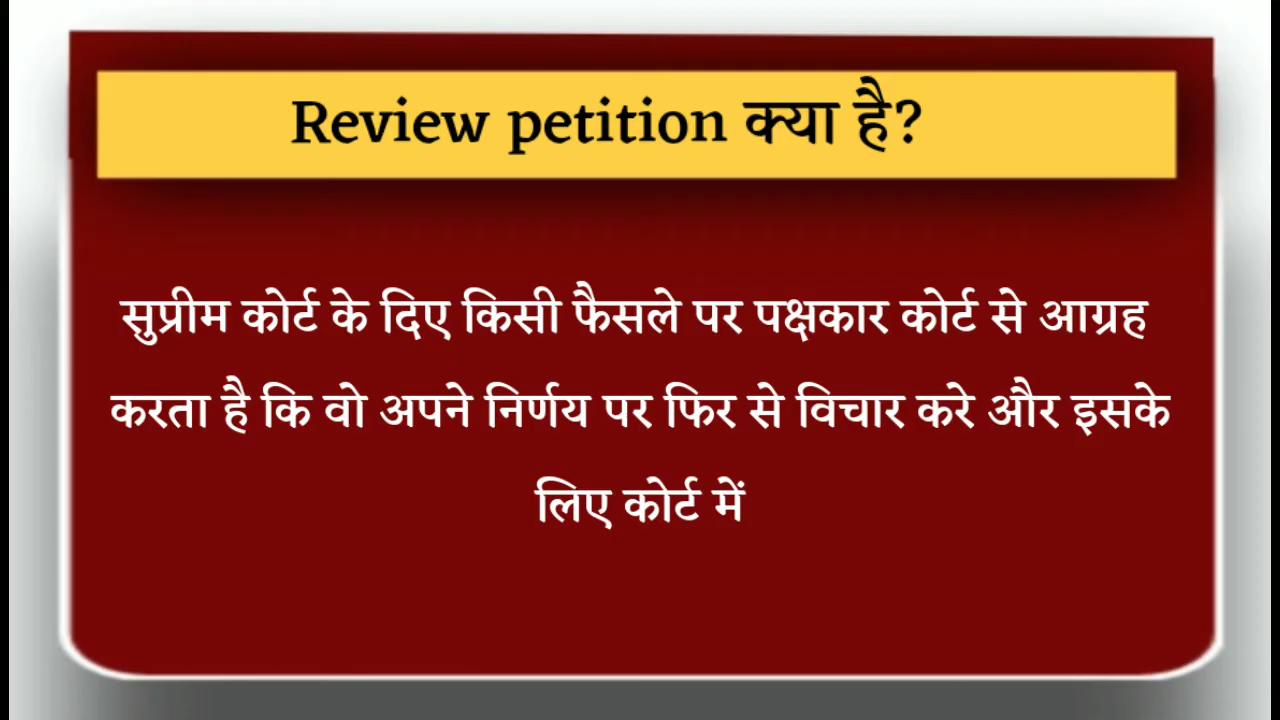 Review petition क्या है?
सुप्रीम कोर्ट के दिए किसी फैसले पर पक्षकार कोर्ट से आग्रह
करता है कि वो अपने निर्णय पर फिर से विचार करे और इसके
लिए कोर्ट में